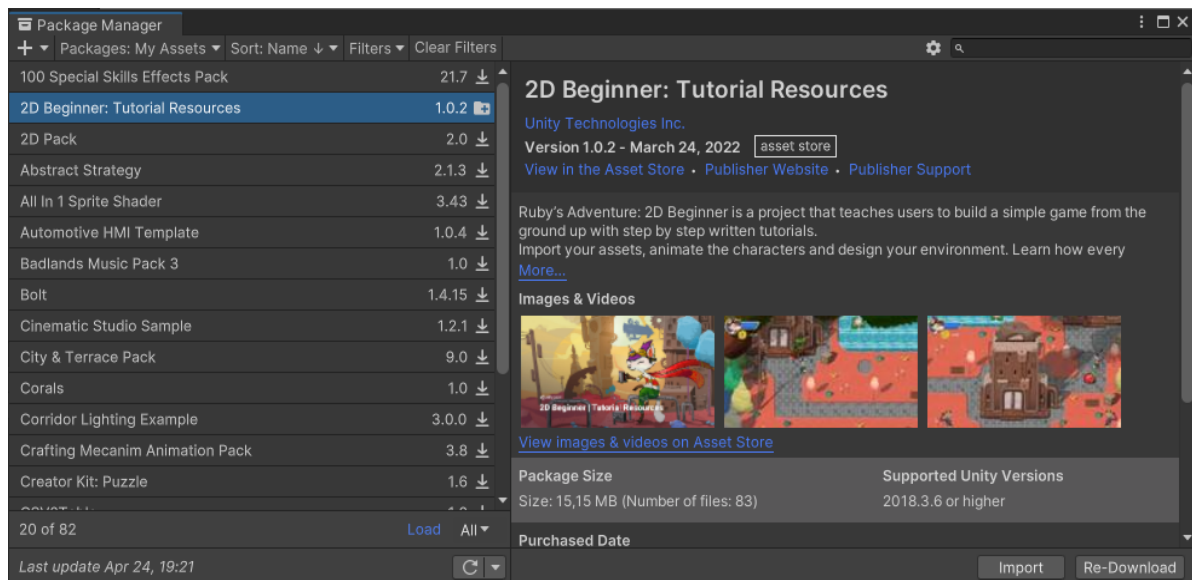 Package Manager
Packages: My Assets Sort: Name ↓ Filters Clear Filters
100 Special Skills Effects Pack 21.7
2D Beginner: Tutorial Resources 1.0.2
2D Pack 2.0
Abstract Strategy 2.1.3
All In 1 Sprite Shader 3.43
Automotive HMI Template 1.0.4
Badlands Music Pack 3 1.0
Bolt 1.4.15
Cinematic Studio Sample 1.2.1
City & Terrace Pack 9.0
Corals 1.0
Corridor Lighting Example 3.0.0
Crafting Mecanim Animation Pack 3.8
Creator Kit: Puzzle 1.6
20 of 82 Load All
Last update Apr 24, 19:21
2D Beginner: Tutorial Resources
Unity Technologies Inc.
Version 1.0.2 - March 24, 2022 asset store
View in the Asset Store • Publisher Website • Publisher Support
Ruby's Adventure: 2D Beginner is a project that teaches users to build a simple game from the
ground up with step by step written tutorials.
Import your assets, animate the characters and design your environment. Learn how every
More...
Images & Videos
2D Beginner | Tutorial Resources
View images & videos on Asset Store
Package Size Supported Unity Versions
Size: 15,15 MB (Number of files: 83) 2018.3.6 or higher
Purchased Date
Import Re-Download